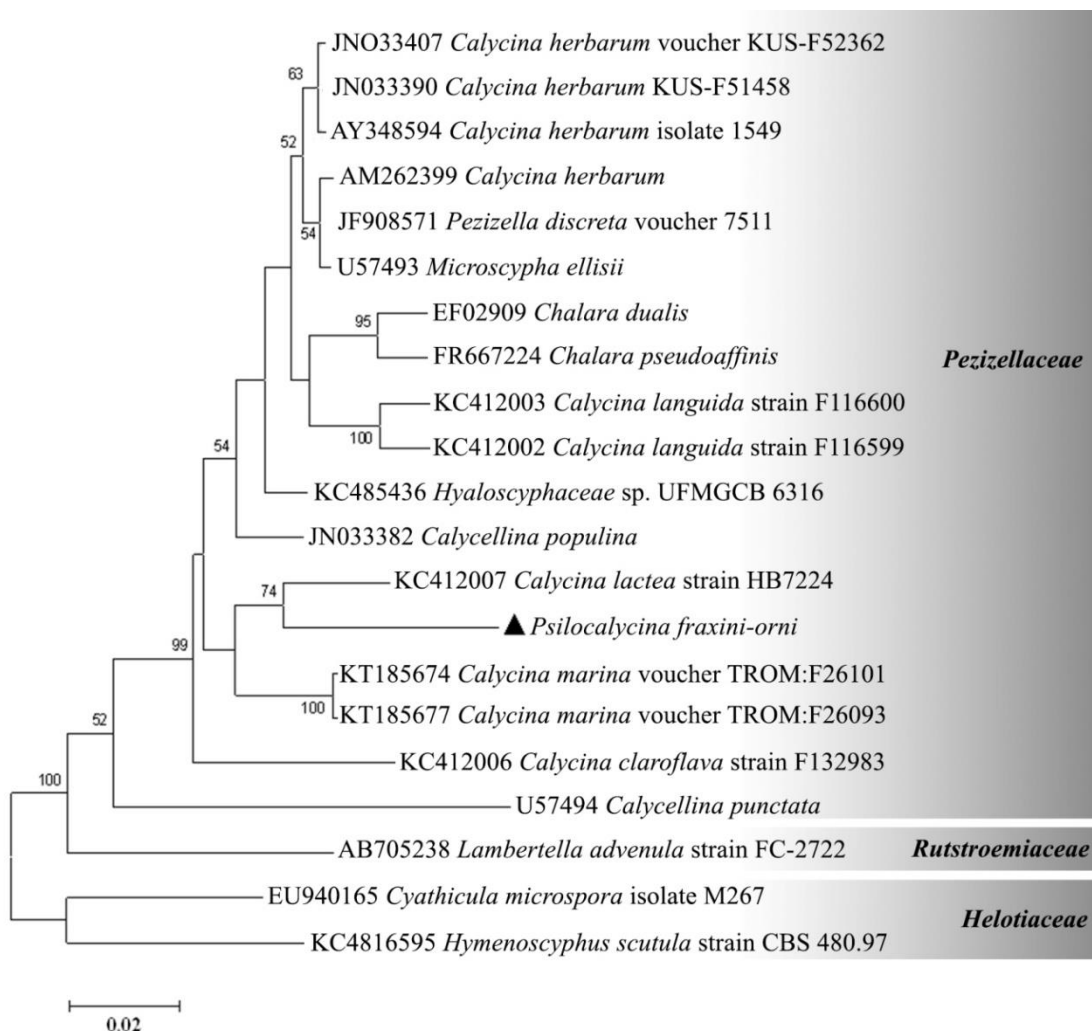 JNO33407 Calycina herbarum voucher KUS-F52362
63
JN033390 Calycina herbarum KUS-F51458
AY348594 Calycina herbarum isolate 1549
52
AM262399 Calycina herbarum
JF908571 Pezizella discreta voucher 7511
54
U57493 Microscypha ellisii
EF02909 Chalara dualis
95
FR667224 Chalara pseudoaffinis
Pezizellaceae
KC412003 Calycina languida strain F116600
100
KC412002 Calycina languida strain F116599
54
KC485436 Hyaloscyphaceae sp. UFMGCB 6316
JN033382 Calycellina populina
KC412007 Calycina lactea strain HB7224
74
▲ Psilocalycina fraxini-orni
99
KT185674 Calycina marina voucher TROM:F26101
100
KT185677 Calycina marina voucher TROM:F26093
52
KC412006 Calycina claroflava strain F132983
100
U57494 Calycellina punctata
AB705238 Lambertella advenula strain FC-2722
Rutstroemiaceae
EU940165 Cyathicula microspora isolate M267
Helotiaceae
KC4816595 Hymenoscyphus scutula strain CBS 480.97
0.02